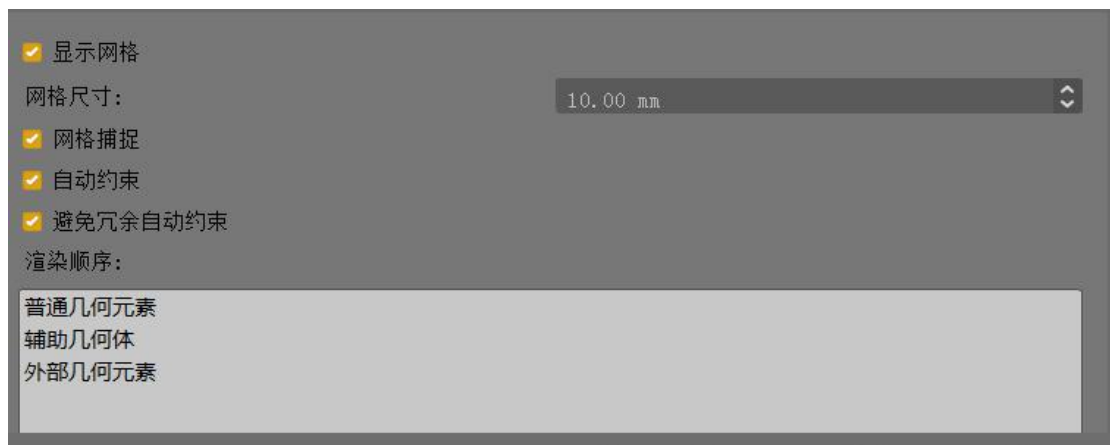 显示网格
网格尺寸:
10.00 mm
网格捕捉
自动约束
避免冗余自动约束
渲染顺序:
普通几何元素
辅助几何体
外部几何元素